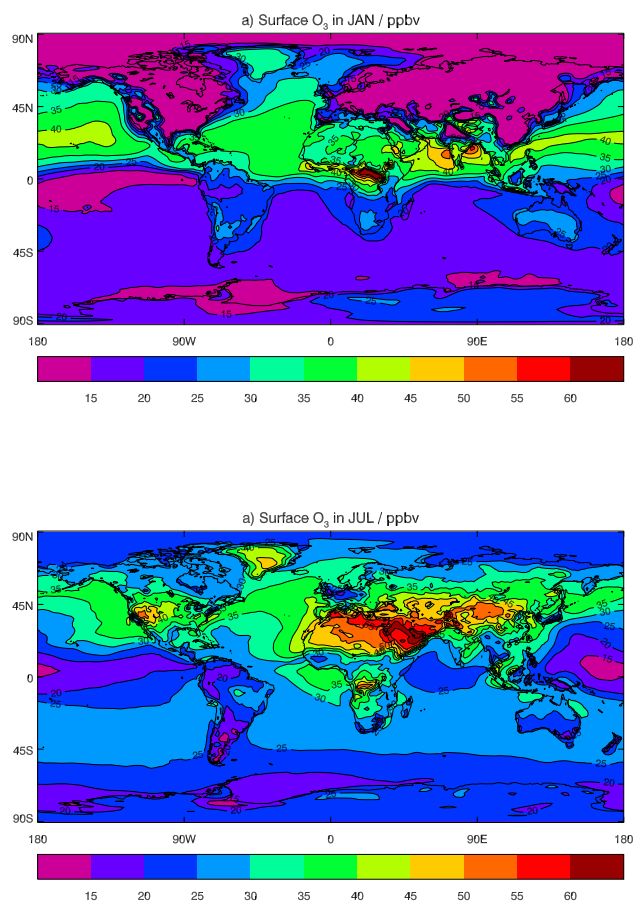 a) Surface O₃ in JAN / ppbv
90N
45N
0
45S
90S
180 90W 0 90E 180
15 20 25 30 35 40 45 50 55 60
a) Surface O₃ in JUL / ppbv
90N
45N
0
45S
90S
180 90W 0 90E 180
15 20 25 30 35 40 45 50 55 60